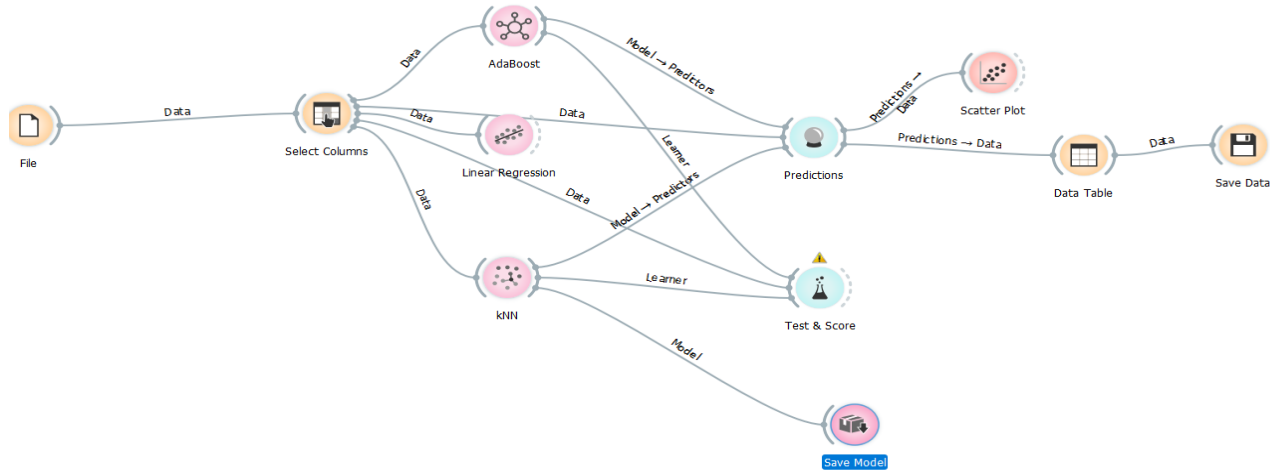 File
Data
Select Columns
Data
AdaBoost
Data
Linear Regression
Data
kNN
Data
Data
Model → Predictors
Learner
Model → Predictors
Learner
Model
Predictions
Test & Score
Save Model
Predictions →
Data
Scatter Plot
Predictions → Data
Data Table
Data
Save Data